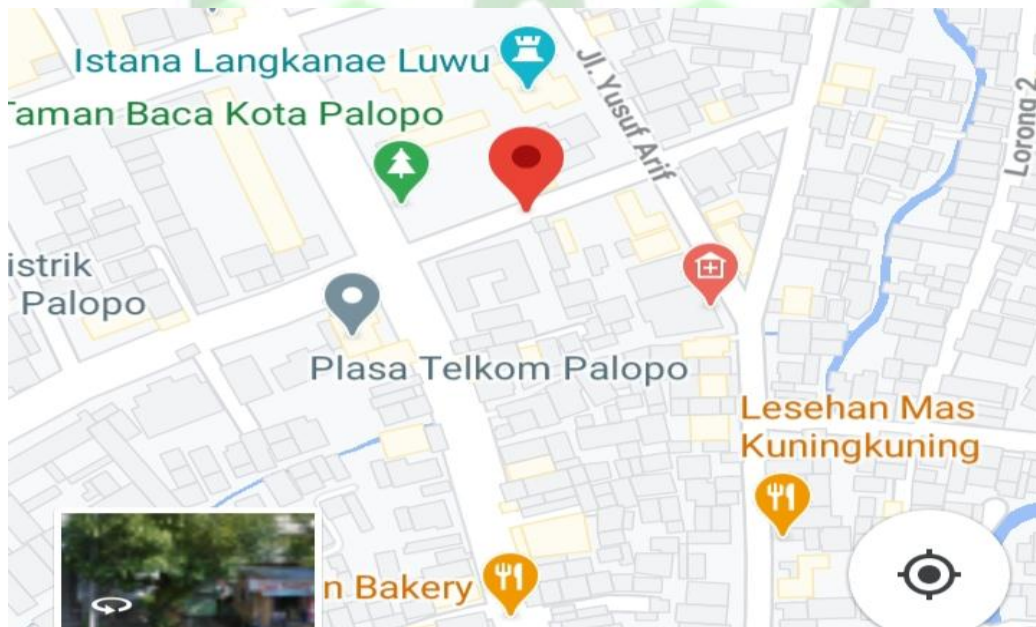 Istana Langkanae Luwu
Taman Baca Kota Palopo
Jl. Yusuf Arif
Lorong 2
istrik
Palopo
Plasa Telkom Palopo
Lesehan Mas
Kuningkuning
n Bakery